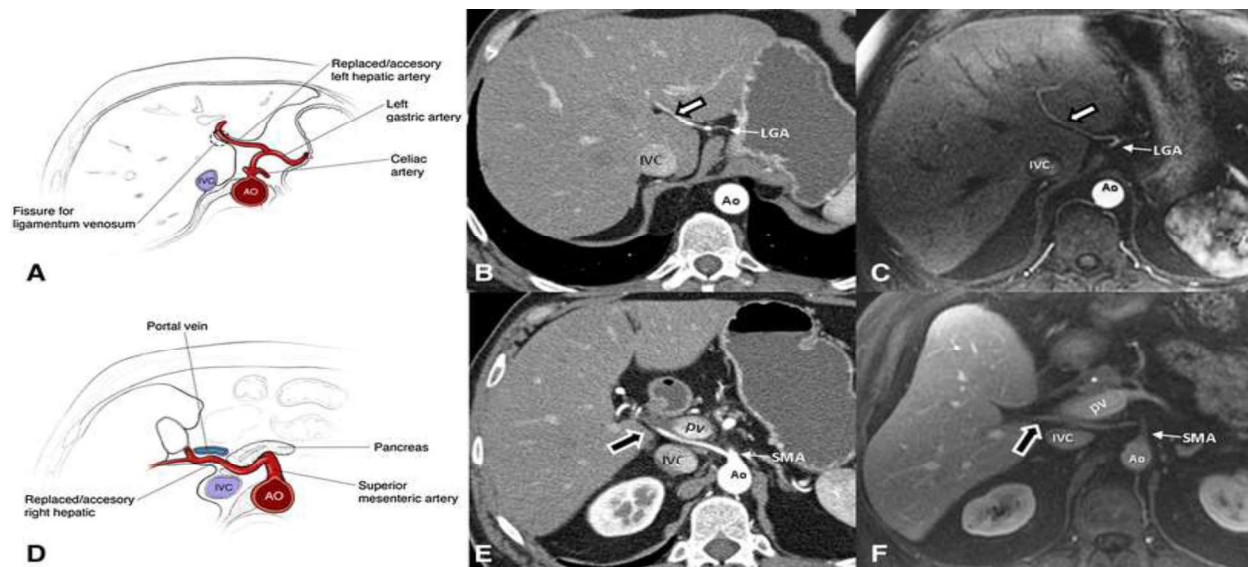 Replaced/accesory
left hepatic artery
Left
gastric artery
Celiac
artery
IVC
AO
Fissure for
ligamentum venosum
A
LGA
IVC
Ao
B
LGA
IVC
Ao
C
Portal vein
Pancreas
Replaced/accesory
right hepatic
IVC
AO
Superior
mesenteric artery
D
pv
IVC
SMA
Ao
E
pv
IVC
SMA
Ao
F